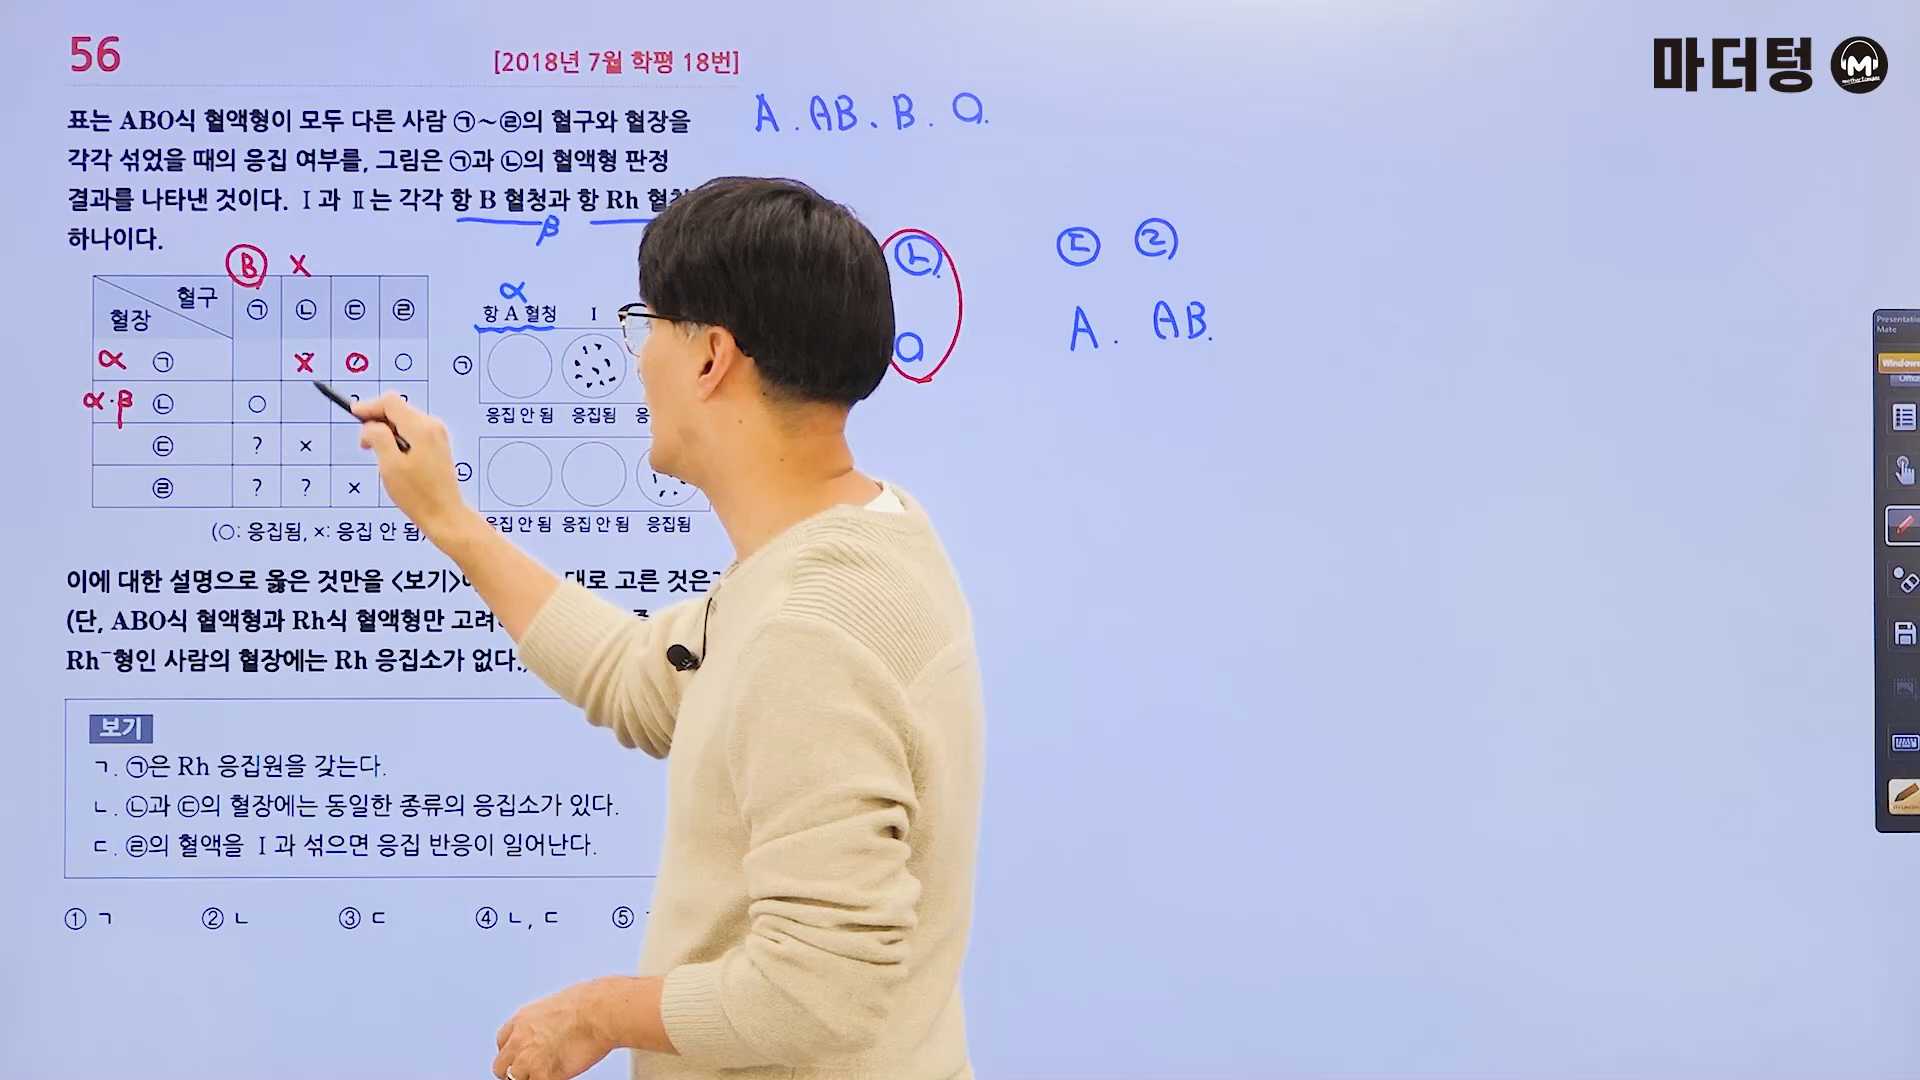 56
[2018년 7월 학평 18번]
마더텅
M
표는 ABO식 혈액형이 모두 다른 사람 ㉠~㉣의 혈구와 혈장을
각각 섞었을 때의 응집 여부를, 그림은 ㉠과 ㉡의 혈액형 판정
결과를 나타낸 것이다. Ⅰ과 Ⅱ는 각각 항 B 혈청과 항 Rh
하나이다.
A. AB. B. O.
β
B X
혈구 ㉠ ㉡ ㉢ ㉣
혈장
α ㉠ X O ○
α·β ㉡ ○
㉢ ? ×
㉣ ? ? ×
(○: 응집됨, ×: 응집 안 됨)
α
항 A 혈청 Ⅰ
㉠
응집 안 됨 응집됨
㉡
응집 안 됨 응집 안 됨 응집됨
㉡ ㉢ ㉣
O A. AB.
이에 대한 설명으로 옳은 것만을 <보기> 대로 고른 것은
(단, ABO식 혈액형과 Rh식 혈액형만
Rh⁻형인 사람의 혈장에는 Rh 응집소가 없다.)
보기
ㄱ. ㉠은 Rh 응집원을 갖는다.
ㄴ. ㉡과 ㉢의 혈장에는 동일한 종류의 응집소가 있다.
ㄷ. ㉣의 혈액을 Ⅰ과 섞으면 응집 반응이 일어난다.
① ㄱ ② ㄴ ③ ㄷ ④ ㄴ, ㄷ ⑤
Presentation
Mate
Windows